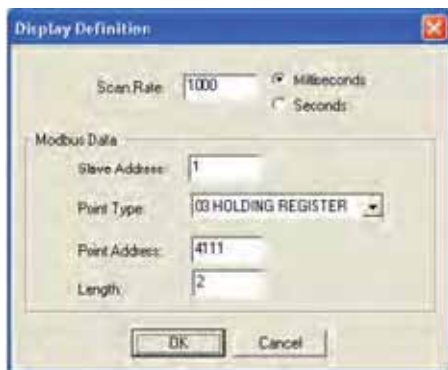 Display Definition
Scan Rate: 1000 Milliseconds
Seconds
Modbus Data
Slave Address: 1
Point Type: 03 HOLDING REGISTER
Point Address: 4111
Length: 2
OK Cancel